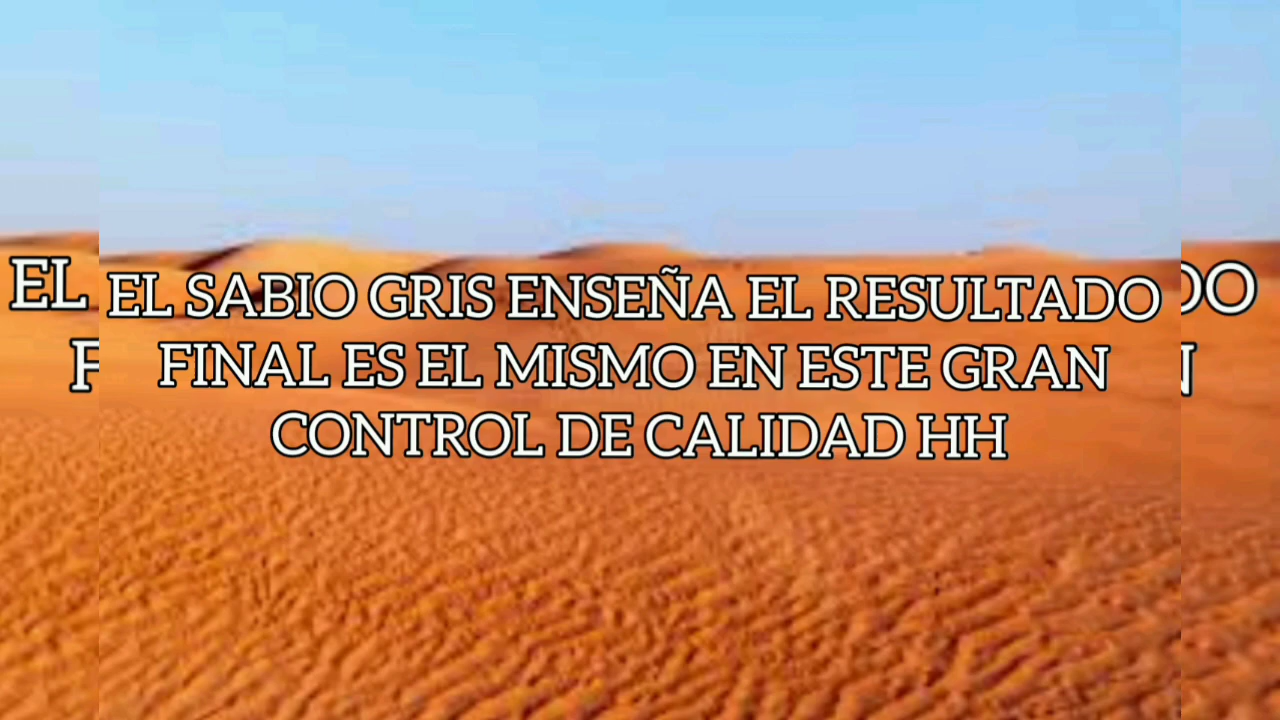 EL SABIO GRIS ENSEÑA EL RESULTADO
FINAL ES EL MISMO EN ESTE GRAN
CONTROL DE CALIDAD HH